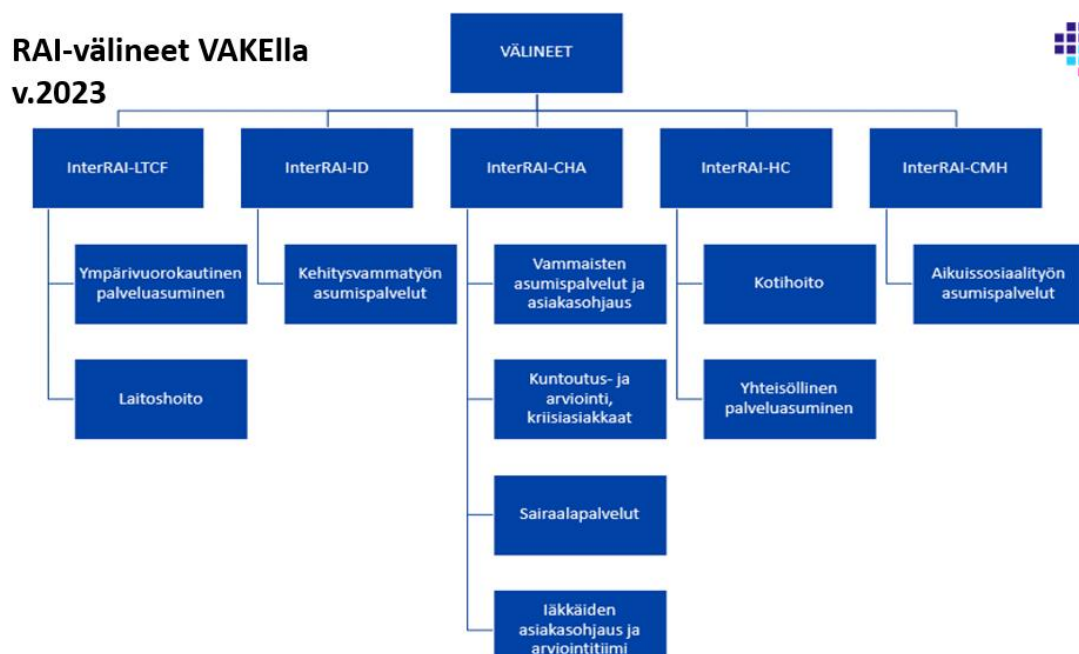 RAI-välineet VAKElla
v.2023
VÄLINEET
InterRAI-LTCF
InterRAI-ID
InterRAI-CHA
InterRAI-HC
InterRAI-CMH
Ympärivuorokautinen
palveluasuminen
Laitoshoito
Kehitysvammatyön
asumispalvelut
Vammaisten
asumispalvelut ja
asiakasohjaus
Kuntoutus- ja
arviointi,
kriisiasiakkaat
Sairaalapalvelut
Iäkkäiden
asiakasohjaus ja
arviointitiimi
Kotihoito
Yhteisöllinen
palveluasuminen
Aikuissosiaalityön
asumispalvelut